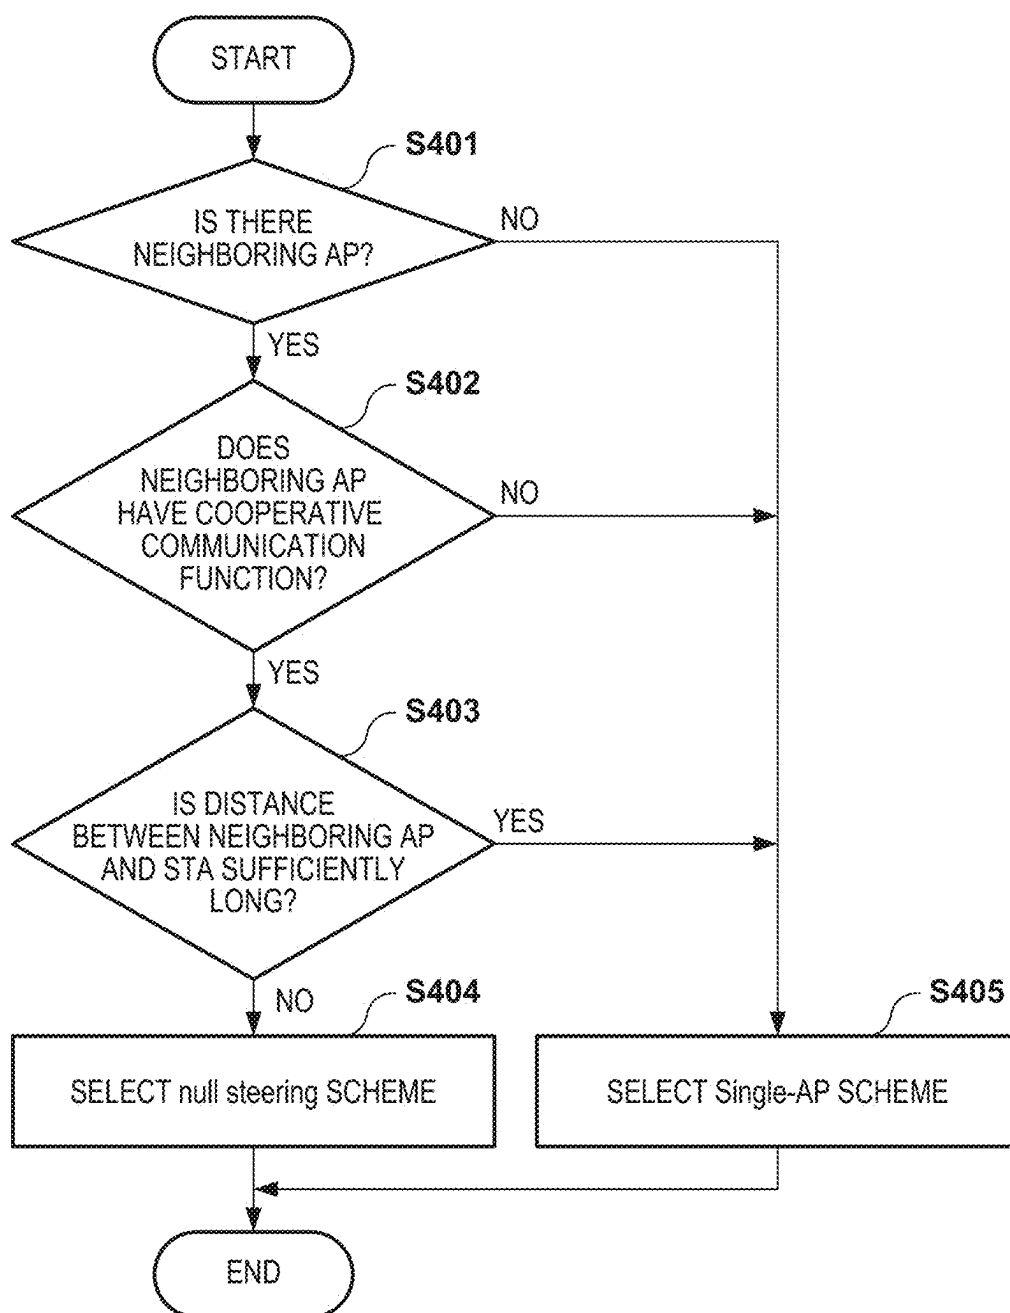 START
S401
IS THERE
NEIGHBORING AP?
NO
YES
S402
DOES
NEIGHBORING AP
HAVE COOPERATIVE
COMMUNICATION
FUNCTION?
NO
YES
S403
IS DISTANCE
BETWEEN NEIGHBORING AP
AND STA SUFFICIENTLY
LONG?
YES
NO
S404
SELECT null steering SCHEME
S405
SELECT Single-AP SCHEME
END